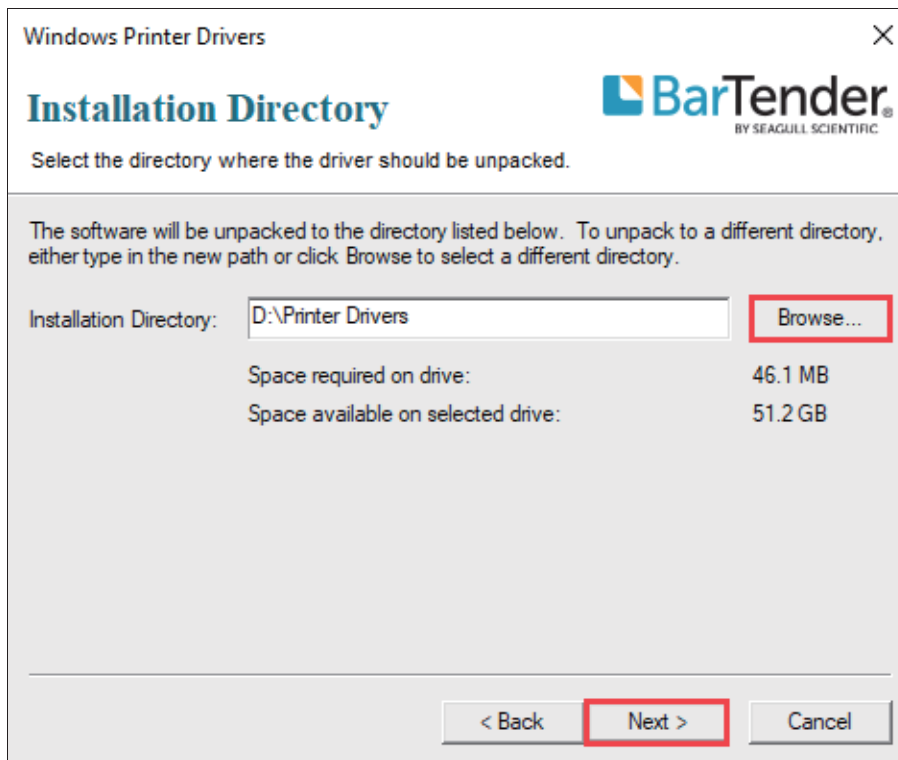 Windows Printer Drivers
Installation Directory
BarTender®
BY SEAGULL SCIENTIFIC
Select the directory where the driver should be unpacked.
The software will be unpacked to the directory listed below.  To unpack to a different directory,
either type in the new path or click Browse to select a different directory.
Installation Directory: D:\Printer Drivers Browse...
Space required on drive: 46.1 MB
Space available on selected drive: 51.2 GB
< Back Next > Cancel